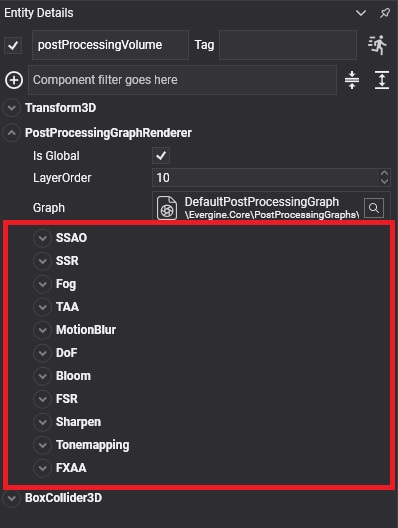 Entity Details
postProcessingVolume Tag
Component filter goes here
Transform3D
PostProcessingGraphRenderer
Is Global
LayerOrder 10
Graph DefaultPostProcessingGraph
\Evergine.Core\PostProcessingGraphs\
SSAO
SSR
Fog
TAA
MotionBlur
DoF
Bloom
FSR
Sharpen
Tonemapping
FXAA
BoxCollider3D